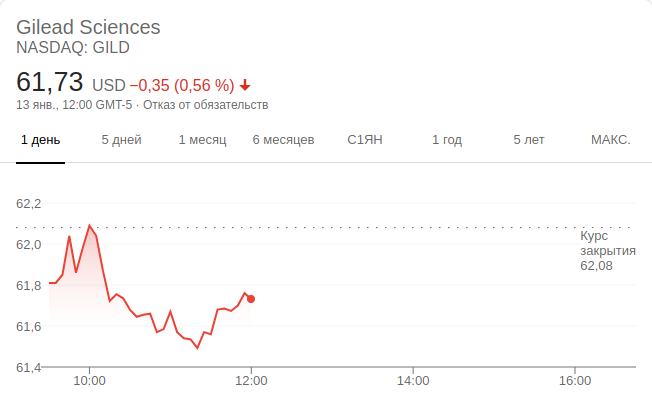 Gilead Sciences
NASDAQ: GILD
61,73 USD −0,35 (0,56 %)
13 янв., 12:00 GMT-5 · Отказ от обязательств
1 день 5 дней 1 месяц 6 месяцев С1ЯН 1 год 5 лет МАКС.
62,2
62,0
61,8
61,6
61,4
Курс
закрытия
62,08
10:00 12:00 14:00 16:00